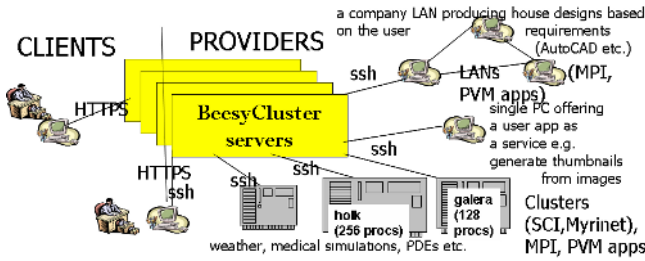 a company LAN producing house designs based
on the user requirements
(AutoCAD etc.)
CLIENTS
PROVIDERS
ssh
LANs (MPI,
PVM apps)
HTTPS
BeesyCluster
servers
single PC offering
a user app as
a service e.g.
generate thumbnails
from images
ssh
HTTPS
ssh
ssh
ssh
ssh
holk
(256 procs)
galera
(128
procs)
Clusters
(SCI,Myrinet),
MPI, PVM apps
weather, medical simulations, PDEs etc.